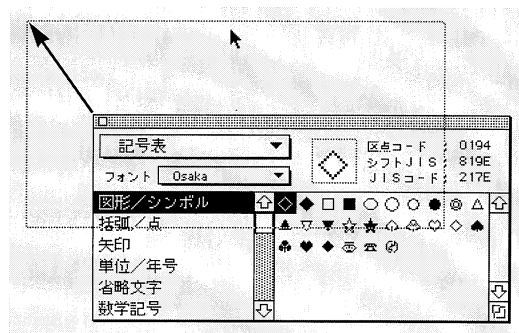 記号表
区点コード : 0194
シフトJIS : 819E
JISコード : 217E
フォント Osaka
図形/シンボル
括弧/点
矢印
単位/年号
省略文字
数学記号
◇ ◆ □ ■ ○ ◯ ○ ● ◎ △
▲ ▽ ▼ ☆ ★ ♤ ♧ ♡ ♢ ♠
♣ ♥ ♦